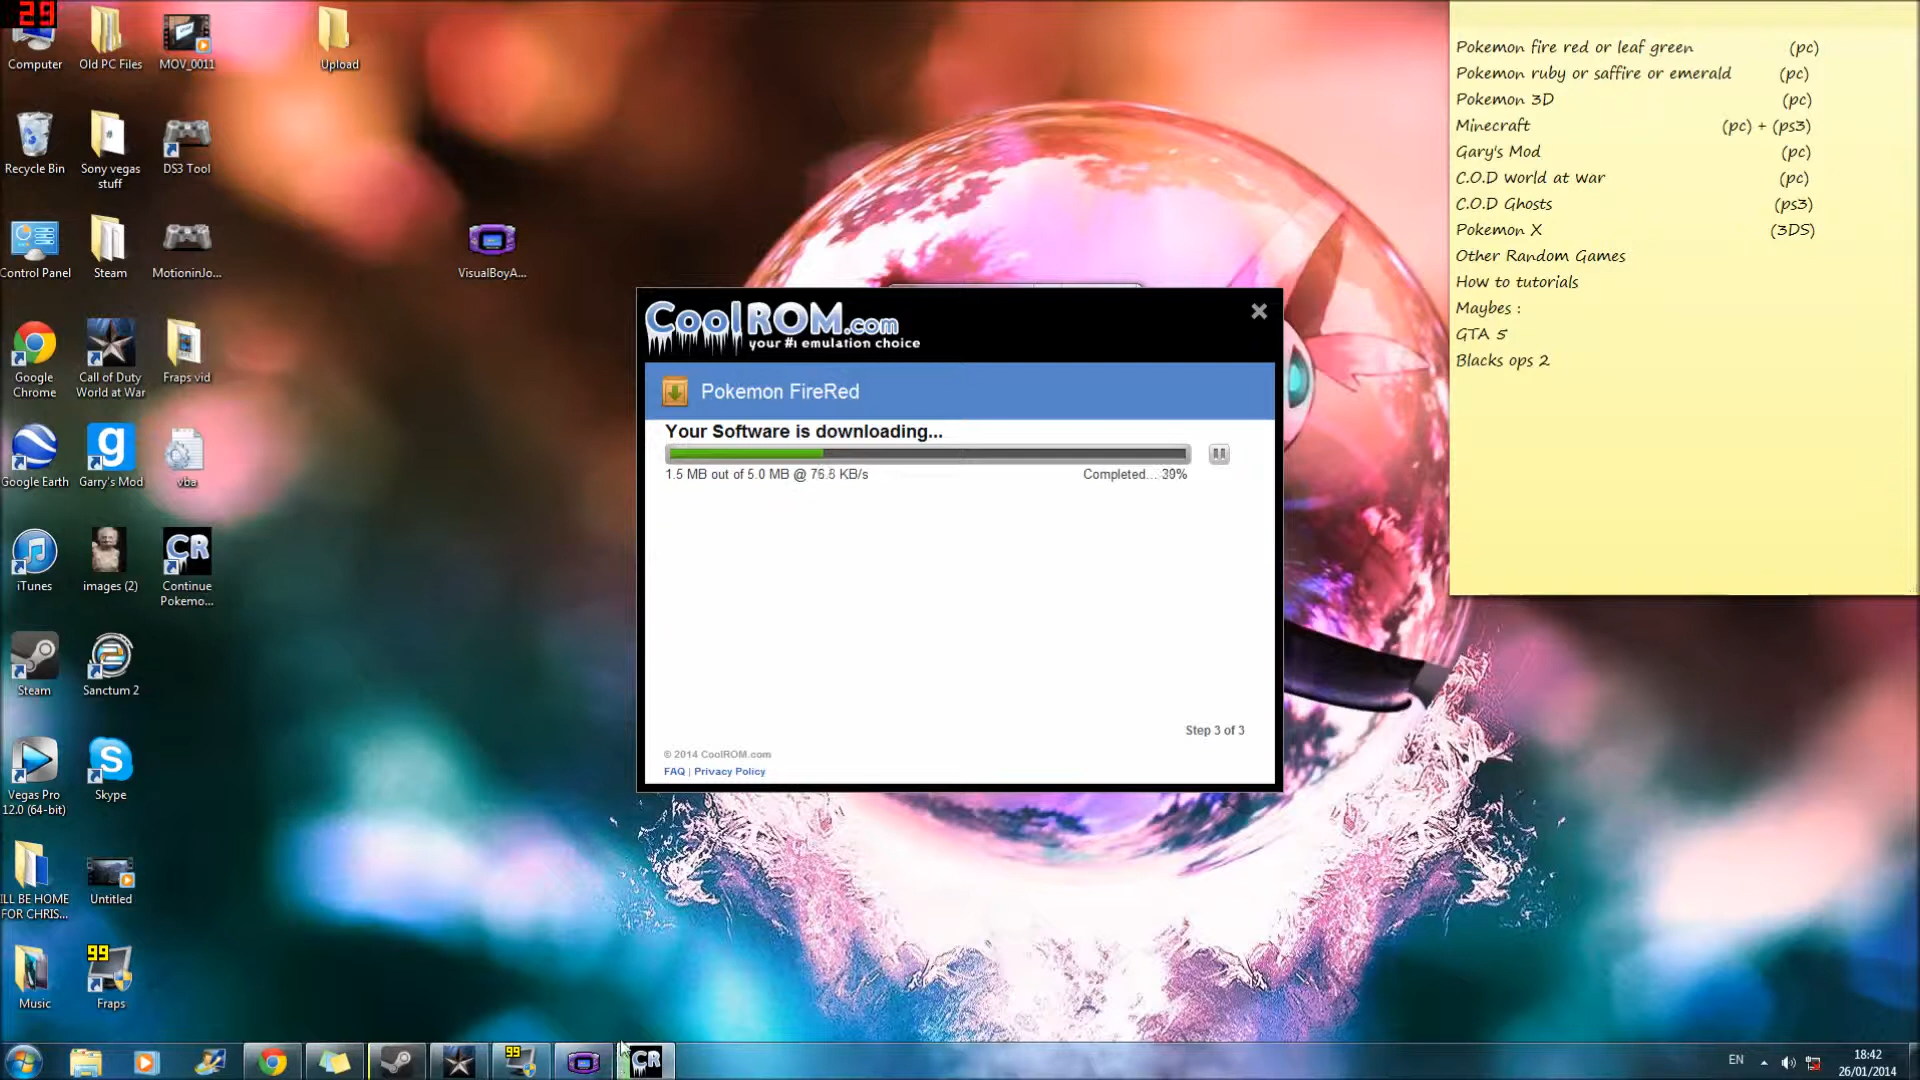 29
Computer
Old PC Files
MOV_0011
Upload
Recycle Bin
Sony vegas
stuff
DS3 Tool
Control Panel
Steam
MotioninJo...
VisualBoyA...
Google
Chrome
Call of Duty
World at War
Fraps vid
Google Earth
Garry's Mod
vba
iTunes
images (2)
CR
Continue
Pokemo...
Steam
Sanctum 2
Vegas Pro
12.0 (64-bit)
Skype
ILL BE HOME
FOR CHRIS...
Untitled
Music
99
Fraps
CoolROM.com
your #1 emulation choice
Pokemon FireRed
Your Software is downloading...
1.5 MB out of 5.0 MB @ 76.8 KB/s
Completed... 39%
Step 3 of 3
© 2014 CoolROM.com
FAQ | Privacy Policy
Pokemon fire red or leaf green (pc)
Pokemon ruby or saffire or emerald (pc)
Pokemon 3D (pc)
Minecraft (pc) + (ps3)
Gary's Mod (pc)
C.O.D world at war (pc)
C.O.D Ghosts (ps3)
Pokemon X (3DS)
Other Random Games
How to tutorials
Maybes :
GTA 5
Blacks ops 2
99
CR
EN
18:42
26/01/2014